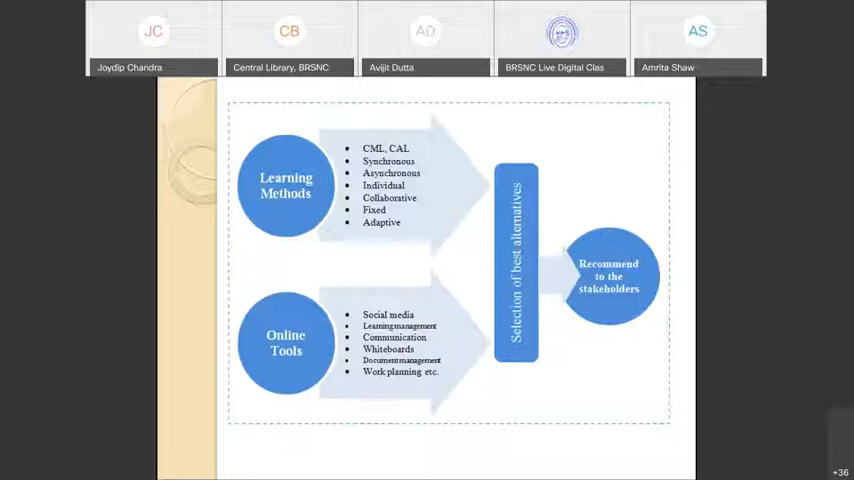 JC
CB
AD
AS
Joydip Chandra
Central Library, BRSNC
Avijit Dutta
BRSNC Live Digital Clas
Amrita Shaw
Learning
Methods
• CML, CAL
• Synchronous
• Asynchronous
• Individual
• Collaborative
• Fixed
• Adaptive
Online
Tools
• Social media
• Learning management
• Communication
• Whiteboards
• Document management
• Work planning etc.
Selection of best alternatives
Recommend
to the
stakeholders
+36